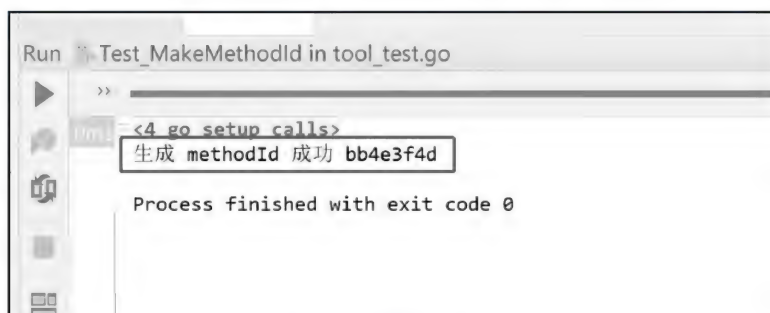 Run Test_MakeMethodId in tool_test.go
>>
<4 go setup calls>
生成 methodId 成功 bb4e3f4d
Process finished with exit code 0